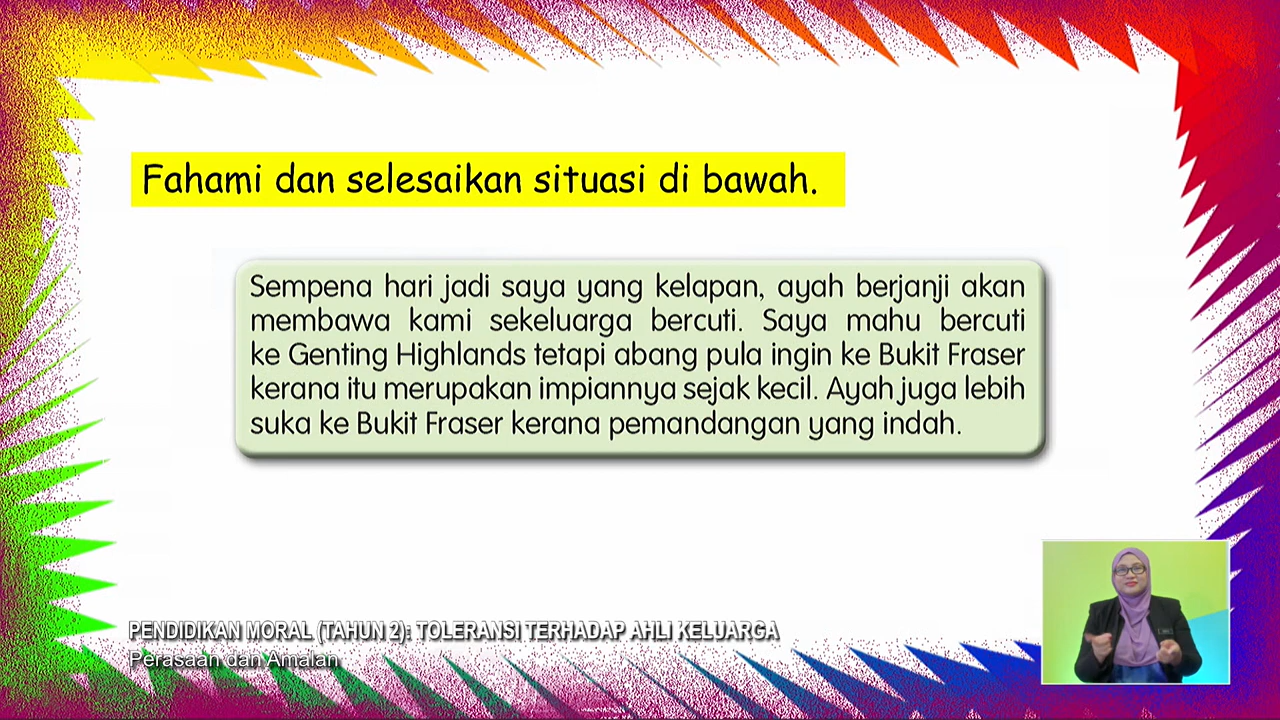 Fahami dan selesaikan situasi di bawah.
Sempena hari jadi saya yang kelapan, ayah berjanji akan
membawa kami sekeluarga bercuti. Saya mahu bercuti
ke Genting Highlands tetapi abang pula ingin ke Bukit Fraser
kerana itu merupakan impiannya sejak kecil. Ayah juga lebih
suka ke Bukit Fraser kerana pemandangan yang indah.
PENDIDIKAN MORAL (TAHUN 2): TOLERANSI TERHADAP AHLI KELUARGA
Perasaan dan Amalan